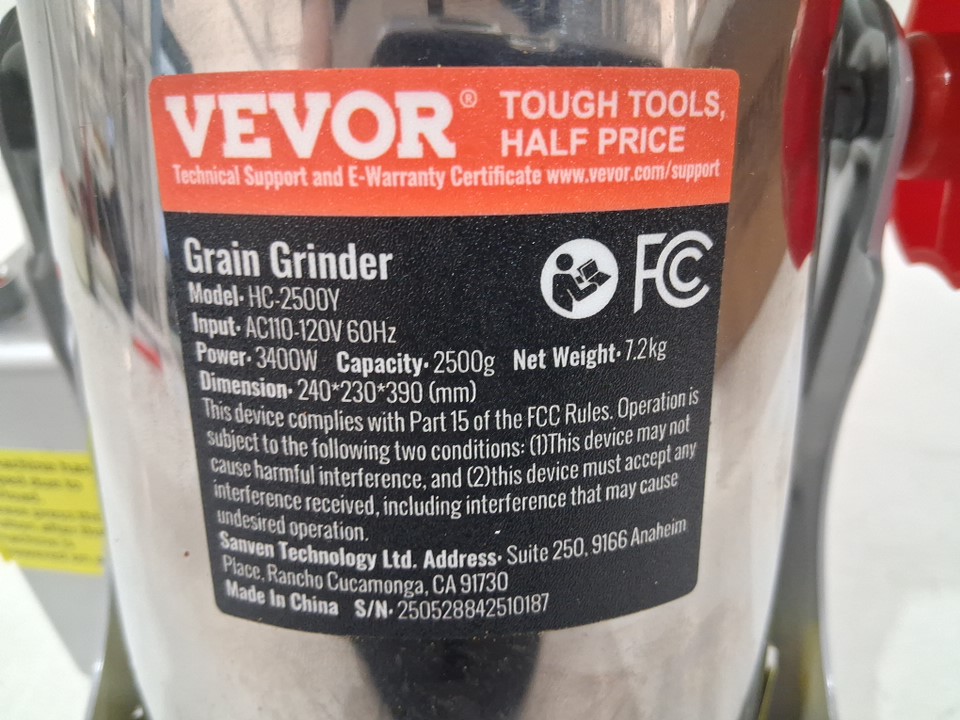 VEVOR® TOUGH TOOLS,
HALF PRICE
Technical Support and E-Warranty Certificate www.vevor.com/support
Grain Grinder
FC
Model· HC-2500Y
Input· AC110-120V 60Hz
Power· 3400W Capacity· 2500g Net Weight· 7.2kg
Dimension· 240*230*390 (mm)
This device complies with Part 15 of the FCC Rules. Operation is
subject to the following two conditions: (1)This device may not
cause harmful interference, and (2)this device must accept any
interference received, including interference that may cause
undesired operation.
Sanven Technology Ltd. Address· Suite 250, 9166 Anaheim
Place, Rancho Cucamonga, CA 91730
Made In China S/N· 250528842510187